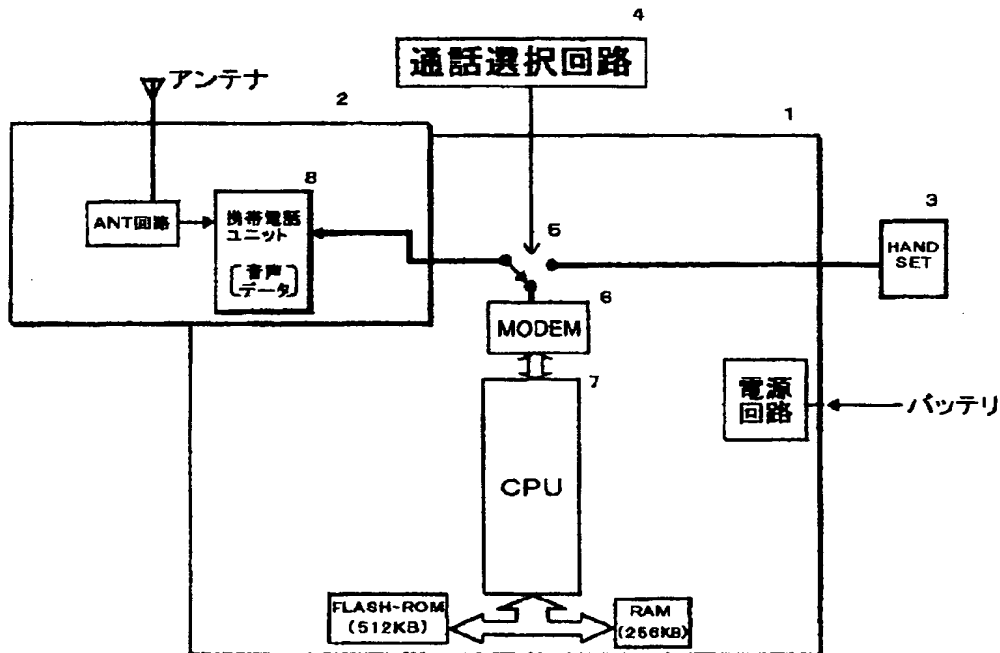 4
通話選択回路
アンテナ
2
1
8
ANT回路
携帯電話
ユニット
音声
データ
5
3
HAND
SET
6
MODEM
7
電源
回路
バッテリ
CPU
FLASH-ROM
(512KB)
RAM
(256KB)